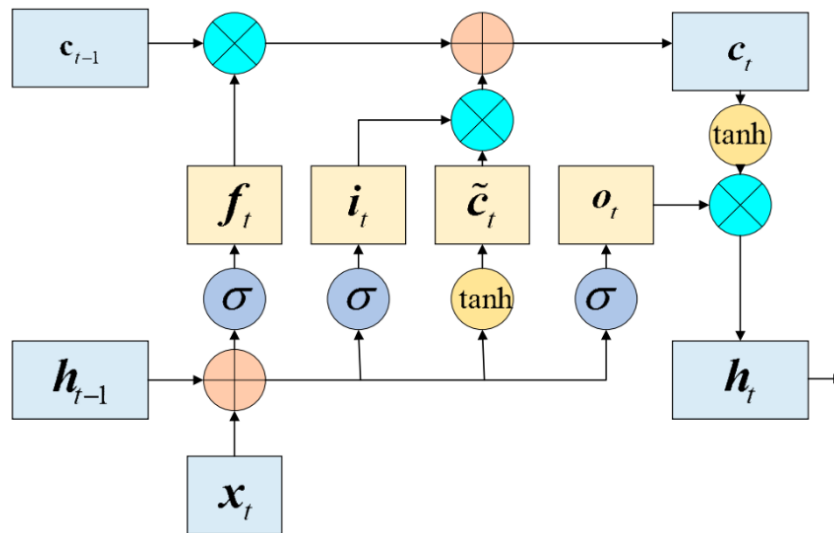 c_{t-1}
c_t
tanh
f_t
i_t
c̃_t
o_t
σ
σ
tanh
σ
h_{t-1}
h_t
x_t